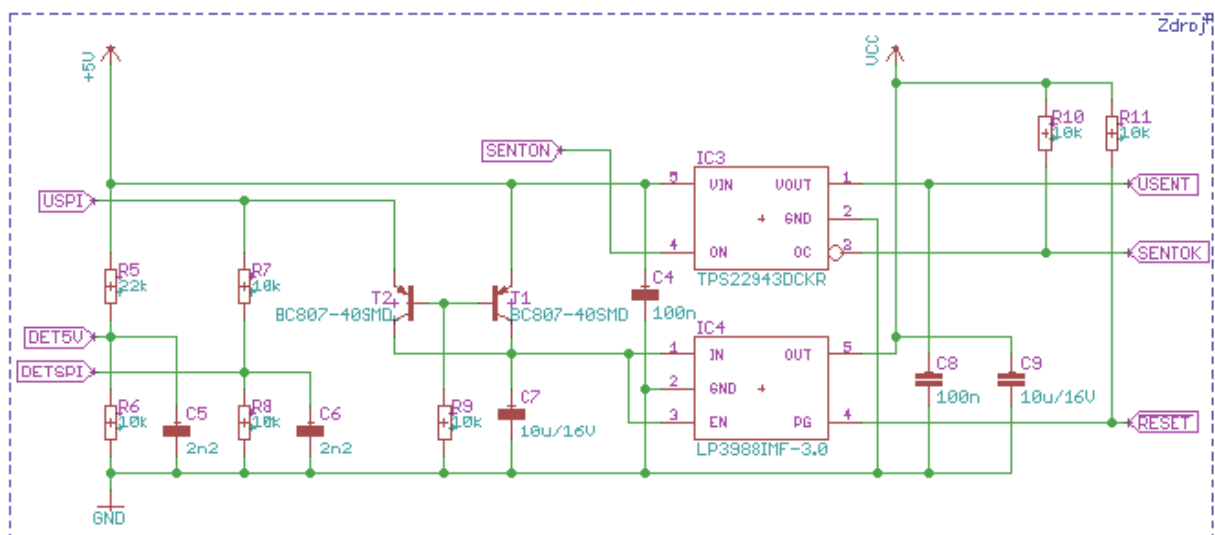 Zdroj
+5V
VCC
R10
10k
R11
10k
SENTON
IC3
5
VIN
VOUT
1
USENT
USPI
GND
2
4
ON
OC
3
SENTOK
TPS22943DCKR
R5
22k
R7
10k
C4
100n
T2
BC807-40SMD
T1
BC807-40SMD
IC4
DET5V
1
IN
OUT
5
DETSPI
2
GND
C8
100n
C9
10u/16V
R6
10k
C5
2n2
R8
10k
C6
2n2
R9
10k
C7
10u/16V
3
EN
PG
4
RESET
LP3988IMF-3.0
GND